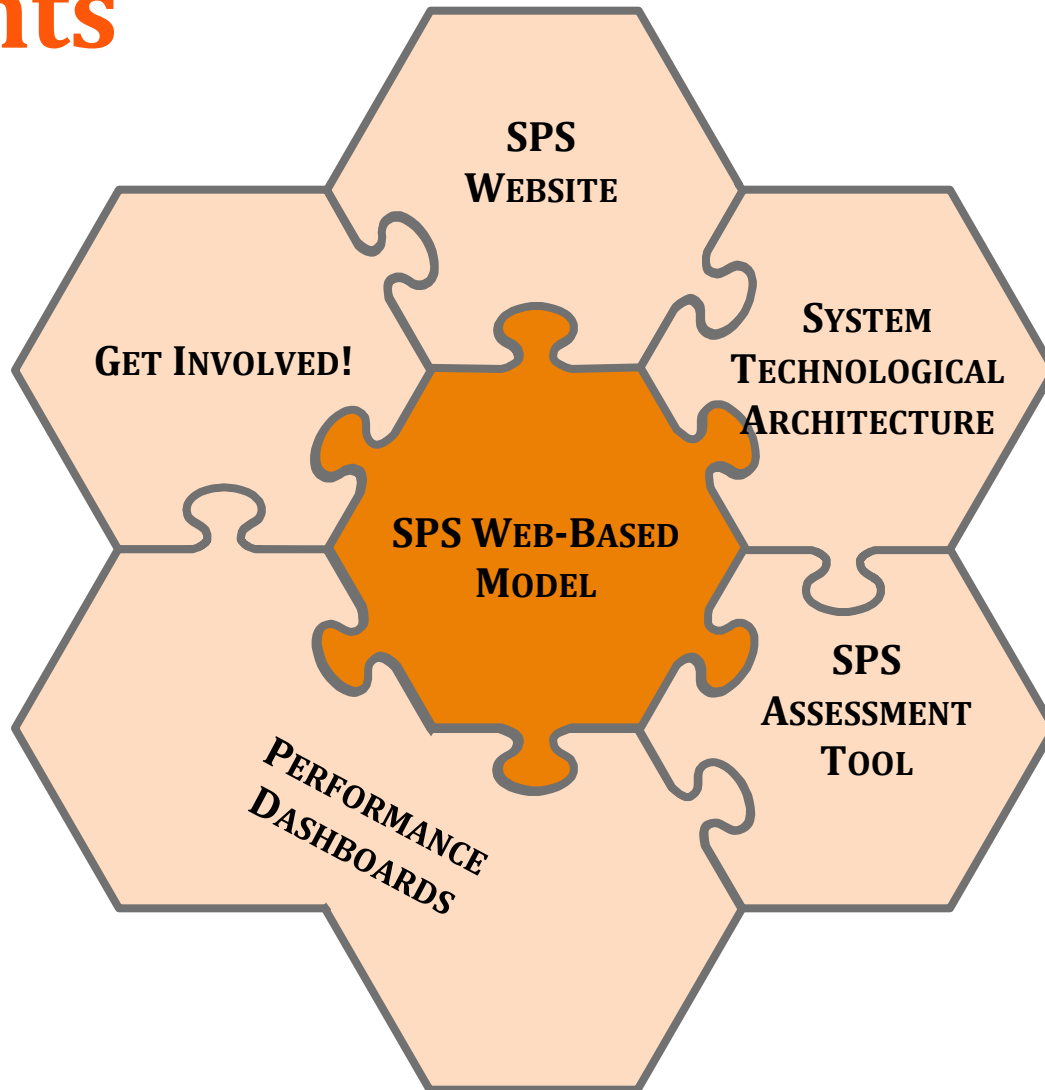 nts
SPS
WEBSITE
GET INVOLVED!
SYSTEM
TECHNOLOGICAL
ARCHITECTURE
SPS WEB-BASED
MODEL
SPS
ASSESSMENT
TOOL
PERFORMANCE
DASHBOARDS